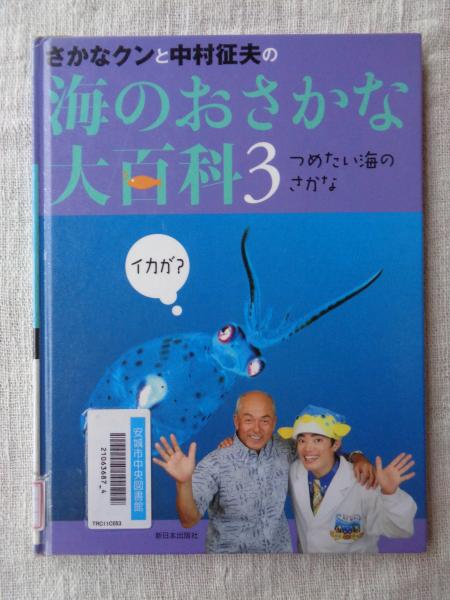 さかなクンと中村征夫の
海のおさかな
大百科3
つめたい海の
さかな
イカが?
安城市中央図書館
21063687_4
TRC11C653
新日本出版社